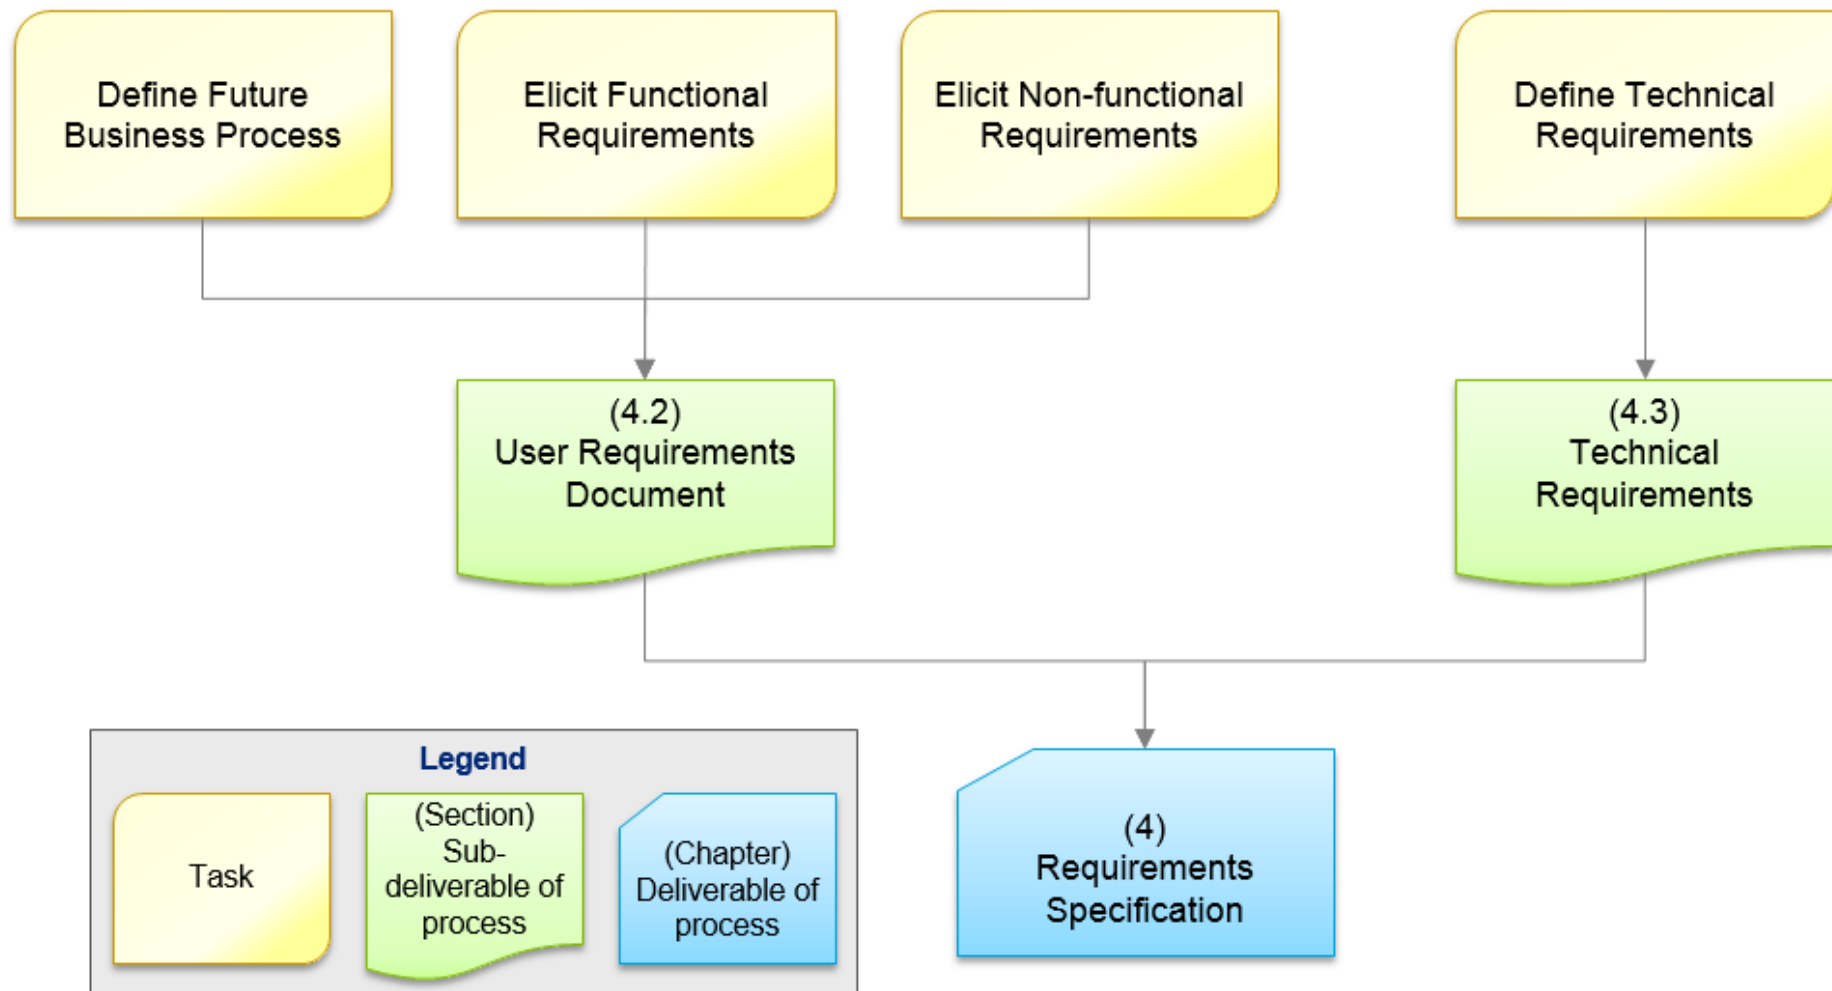 Define Future
Business Process
Elicit Functional
Requirements
Elicit Non-functional
Requirements
Define Technical
Requirements
(4.2)
User Requirements
Document
(4.3)
Technical
Requirements
(4)
Requirements
Specification
Legend
Task
(Section)
Sub-
deliverable of
process
(Chapter)
Deliverable of
process